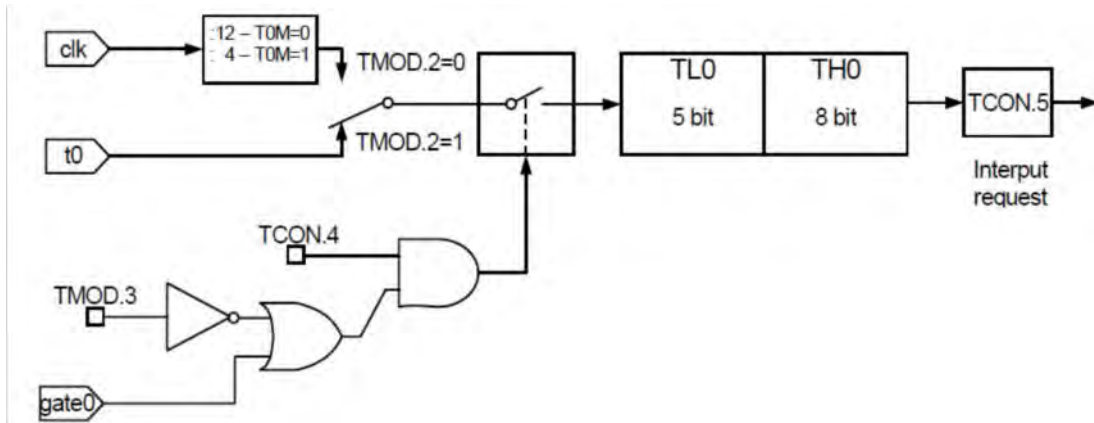 clk
:12 – T0M=0
: 4 – T0M=1
TMOD.2=0
TMOD.2=1
t0
TL0
5 bit
TH0
8 bit
TCON.5
Interput
request
TCON.4
TMOD.3
gate0